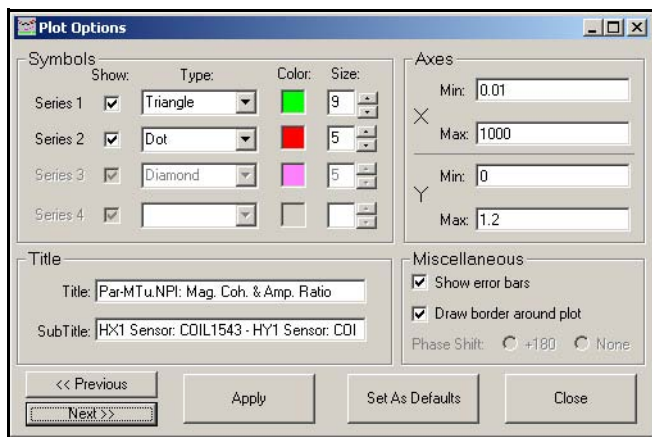 Plot Options
Symbols
Show: Type: Color: Size:
Series 1 Triangle 9
Series 2 Dot 5
Series 3 Diamond 5
Series 4
Axes
X Min: 0.01
Max: 1000
Y Min: 0
Max: 1.2
Title
Title: Par-MTu.NPI: Mag. Coh. & Amp. Ratio
SubTitle: HX1 Sensor: COIL1543 - HY1 Sensor: COI
Miscellaneous
Show error bars
Draw border around plot
Phase Shift: +180 None
<< Previous
Next >>
Apply
Set As Defaults
Close